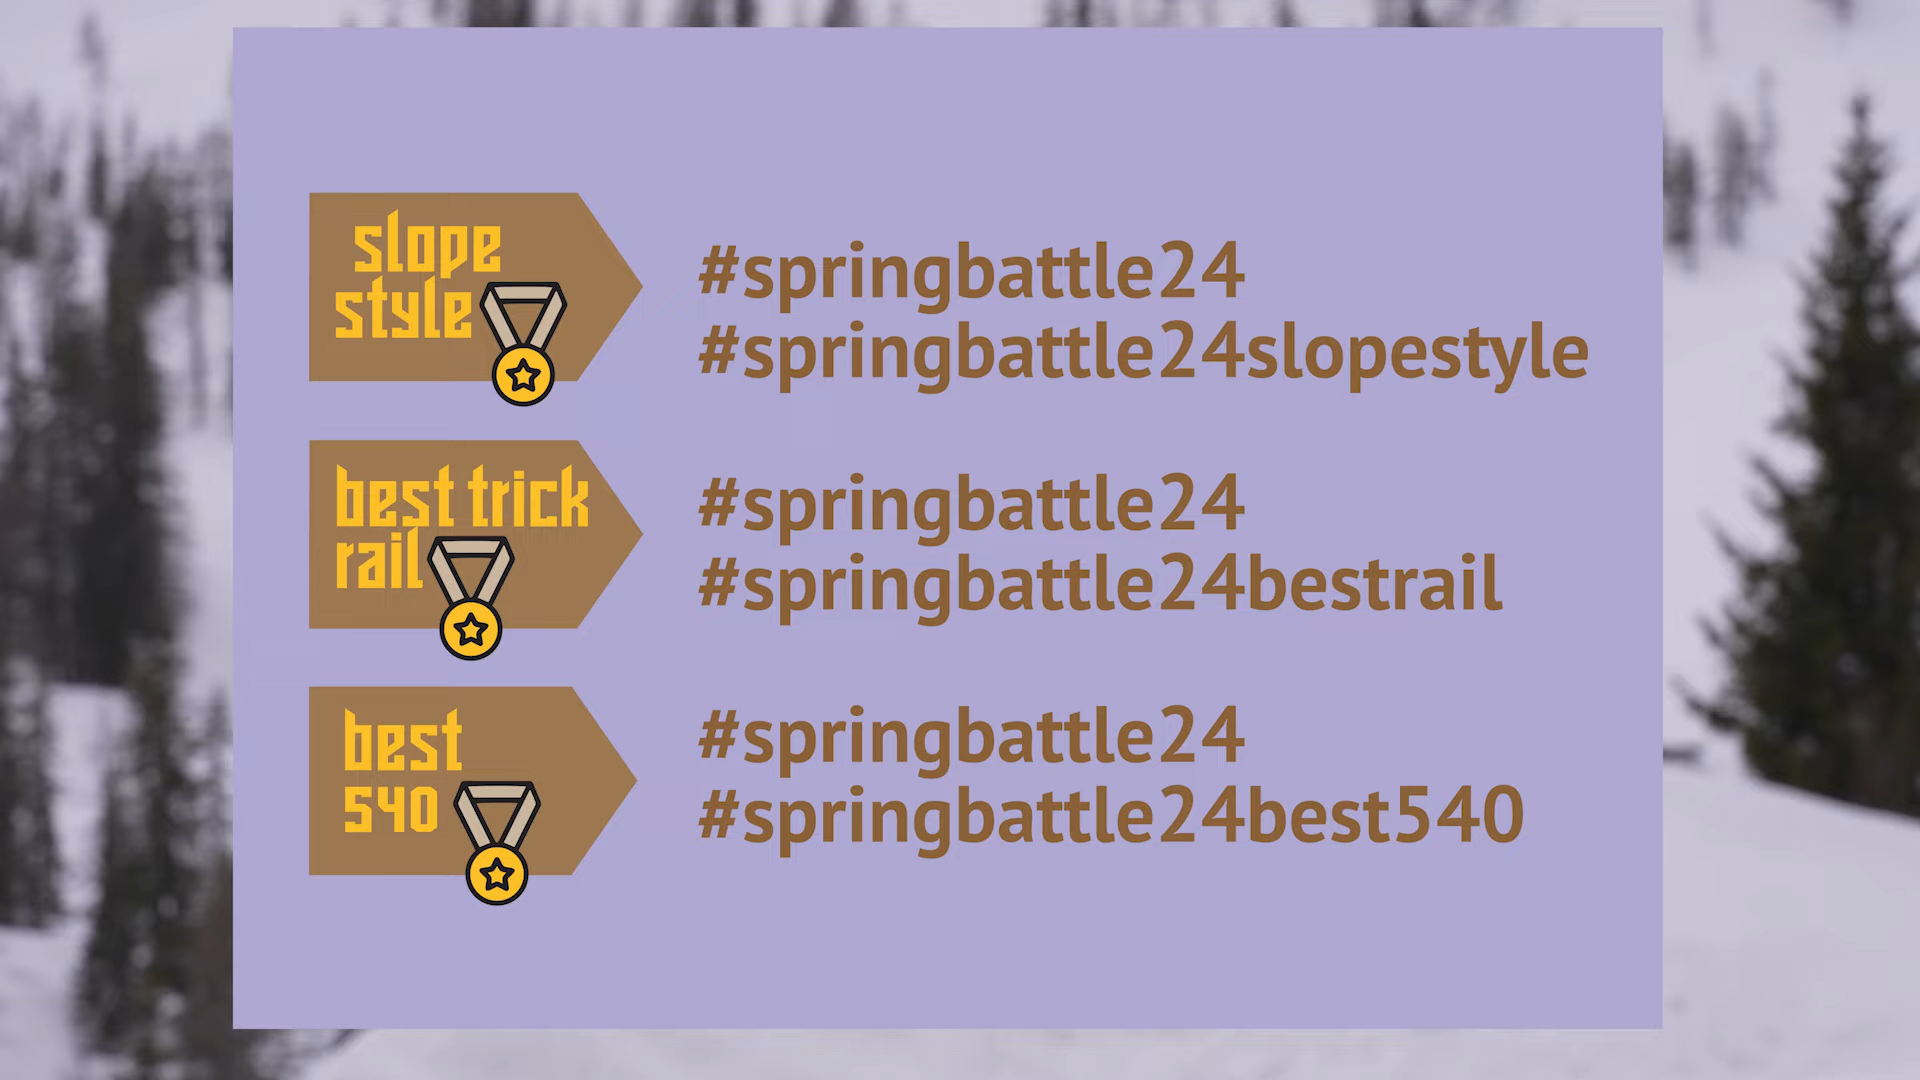 slope
style
#springbattle24
#springbattle24slopestyle
best trick
rail
#springbattle24
#springbattle24bestrail
best
540
#springbattle24
#springbattle24best540